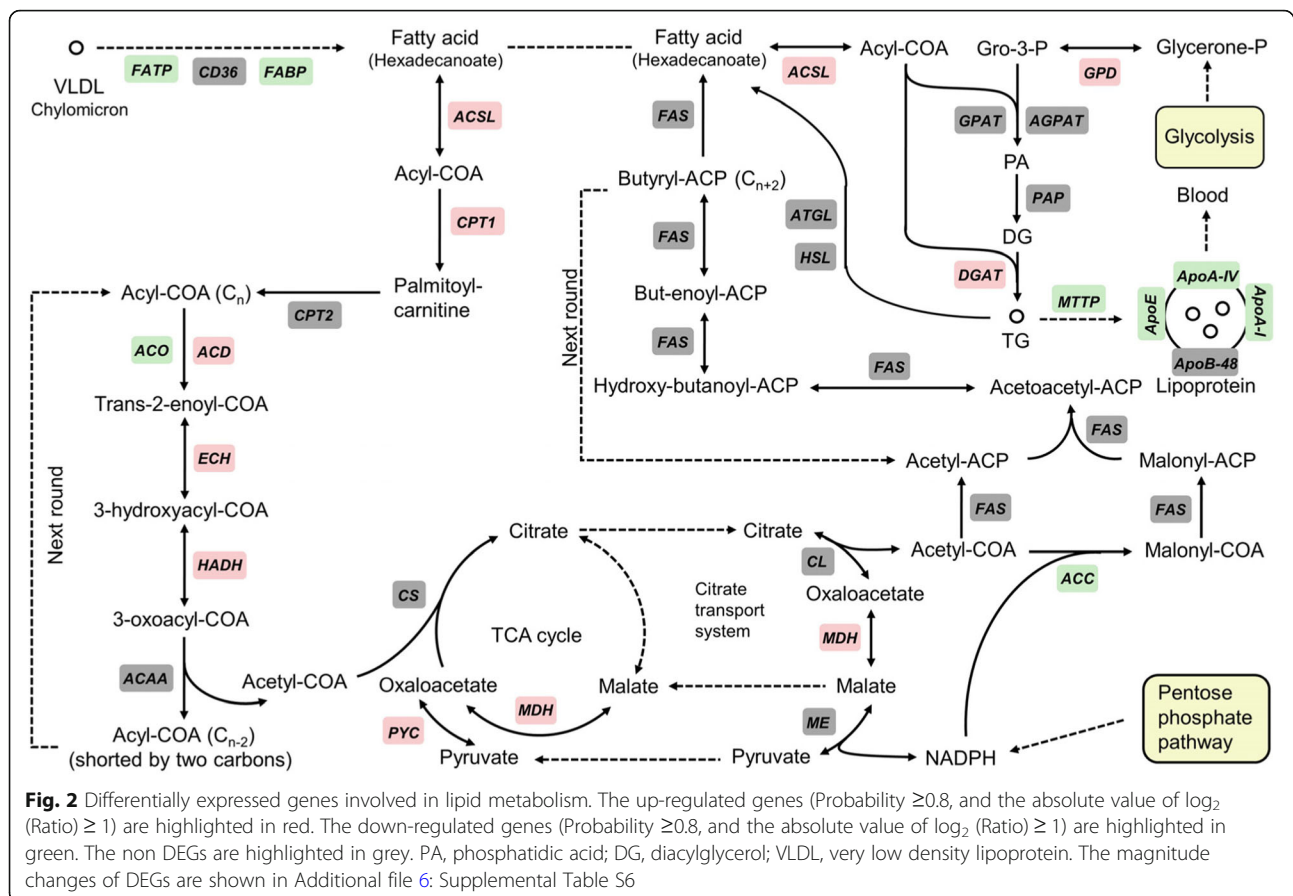 VLDL
Chylomicron
FATP
CD36
FABP
Fatty acid
(Hexadecanoate)
Fatty acid
(Hexadecanoate)
ACSL
Acyl-COA
Gro-3-P
GPD
Glycerone-P
ACSL
FAS
GPAT
AGPAT
Glycolysis
Acyl-COA
Butyryl-ACP (Cn+2)
PA
CPT1
ATGL
PAP
Blood
FAS
HSL
DG
DGAT
ApoA-IV
Acyl-COA (Cn)
CPT2
Palmitoyl-
carnitine
But-enoyl-ACP
MTTP
ApoE
ApoA-I
TG
ACO
ACD
FAS
ApoB-48
Next round
Trans-2-enoyl-COA
Hydroxy-butanoyl-ACP
FAS
Acetoacetyl-ACP
Lipoprotein
ECH
FAS
Acetyl-ACP
Malonyl-ACP
3-hydroxyacyl-COA
FAS
FAS
Next round
Citrate
Citrate
Acetyl-COA
Malonyl-COA
HADH
CL
ACC
CS
Oxaloacetate
3-oxoacyl-COA
Citrate
transport
system
TCA cycle
MDH
ACAA
Acetyl-COA
Oxaloacetate
Malate
Malate
MDH
PYC
ME
Pentose
phosphate
pathway
Acyl-COA (Cn-2)
(shorted by two carbons)
Pyruvate
Pyruvate
NADPH
Fig. 2 Differentially expressed genes involved in lipid metabolism. The up-regulated genes (Probability ≥0.8, and the absolute value of log2
(Ratio) ≥ 1) are highlighted in red. The down-regulated genes (Probability ≥0.8, and the absolute value of log2 (Ratio) ≥ 1) are highlighted in
green. The non DEGs are highlighted in grey. PA, phosphatidic acid; DG, diacylglycerol; VLDL, very low density lipoprotein. The magnitude
changes of DEGs are shown in Additional file 6: Supplemental Table S6